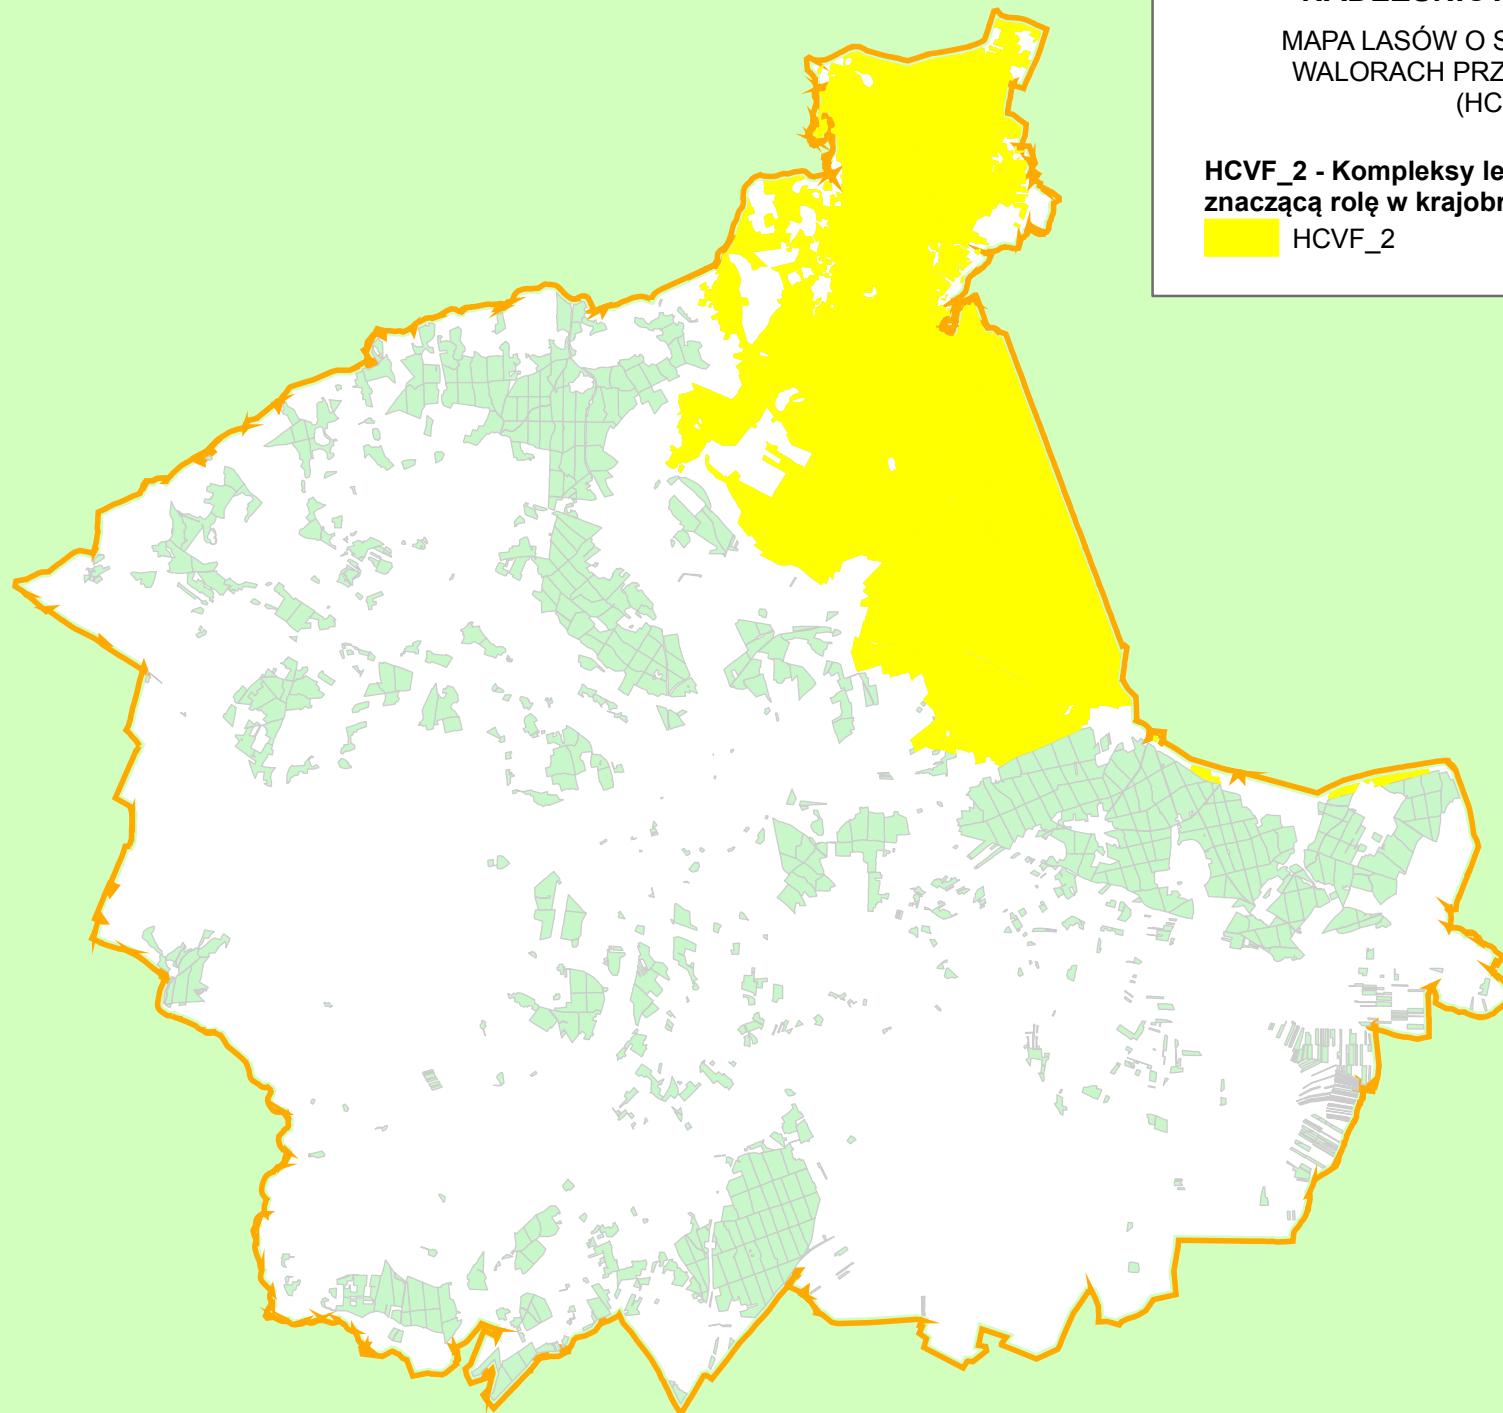 MAPA LASÓW O S
WALORACH PRZ
(HC
HCVF_2 - Kompleksy le
znaczącą rolę w krajobr
HCVF_2